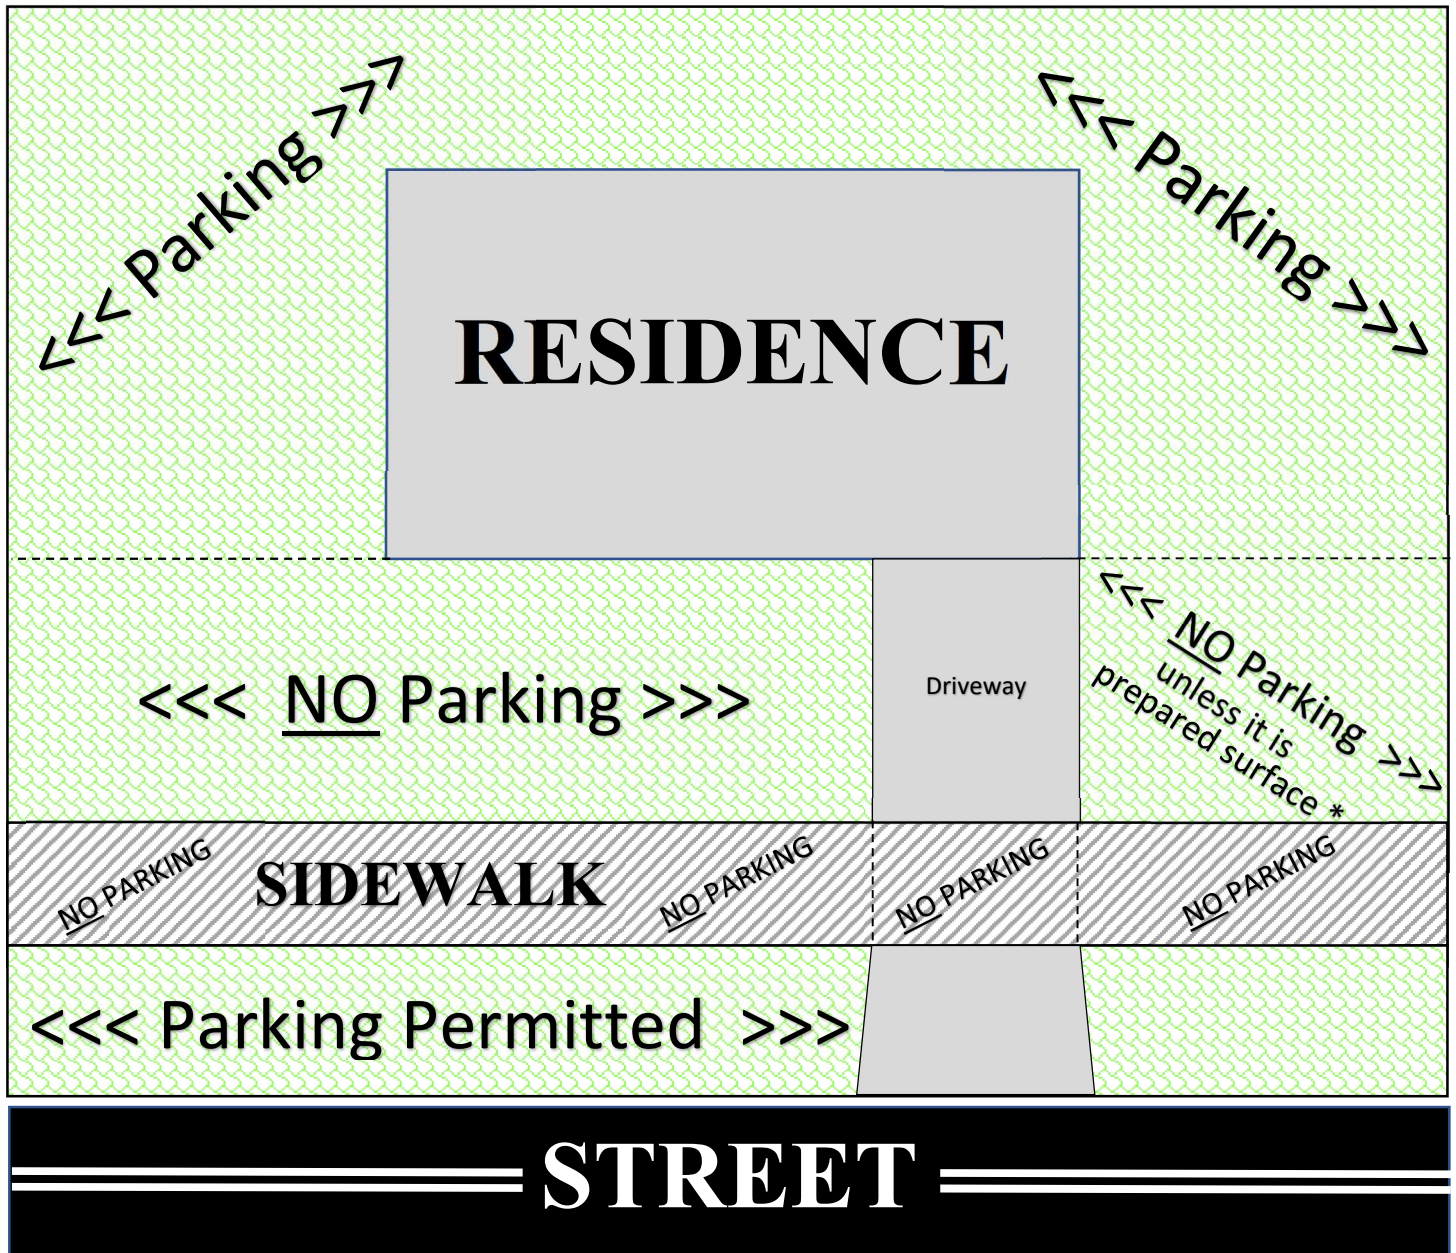 <<< Parking >>>
<<< Parking >>>
RESIDENCE
<<< NO Parking >>>
Driveway
<<< NO Parking >>>
unless it is
prepared surface *
NO PARKING
SIDEWALK
NO PARKING
NO PARKING
NO PARKING
<<< Parking Permitted >>>
STREET